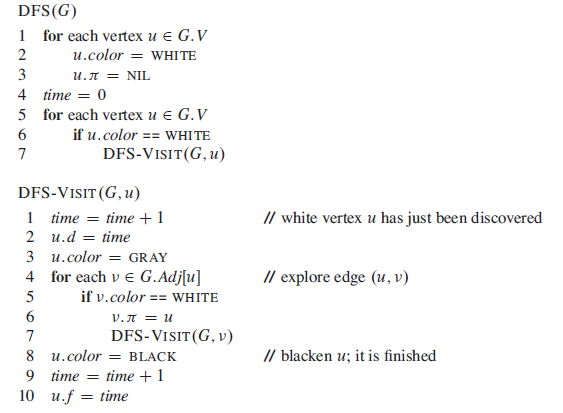 DFS(G)
1 for each vertex u ∈ G.V
2 u.color = WHITE
3 u.π = NIL
4 time = 0
5 for each vertex u ∈ G.V
6 if u.color == WHITE
7 DFS-VISIT(G, u)
DFS-VISIT(G, u)
1 time = time + 1 // white vertex u has just been discovered
2 u.d = time
3 u.color = GRAY
4 for each v ∈ G.Adj[u] // explore edge (u, v)
5 if v.color == WHITE
6 v.π = u
7 DFS-VISIT(G, v)
8 u.color = BLACK // blacken u; it is finished
9 time = time + 1
10 u.f = time